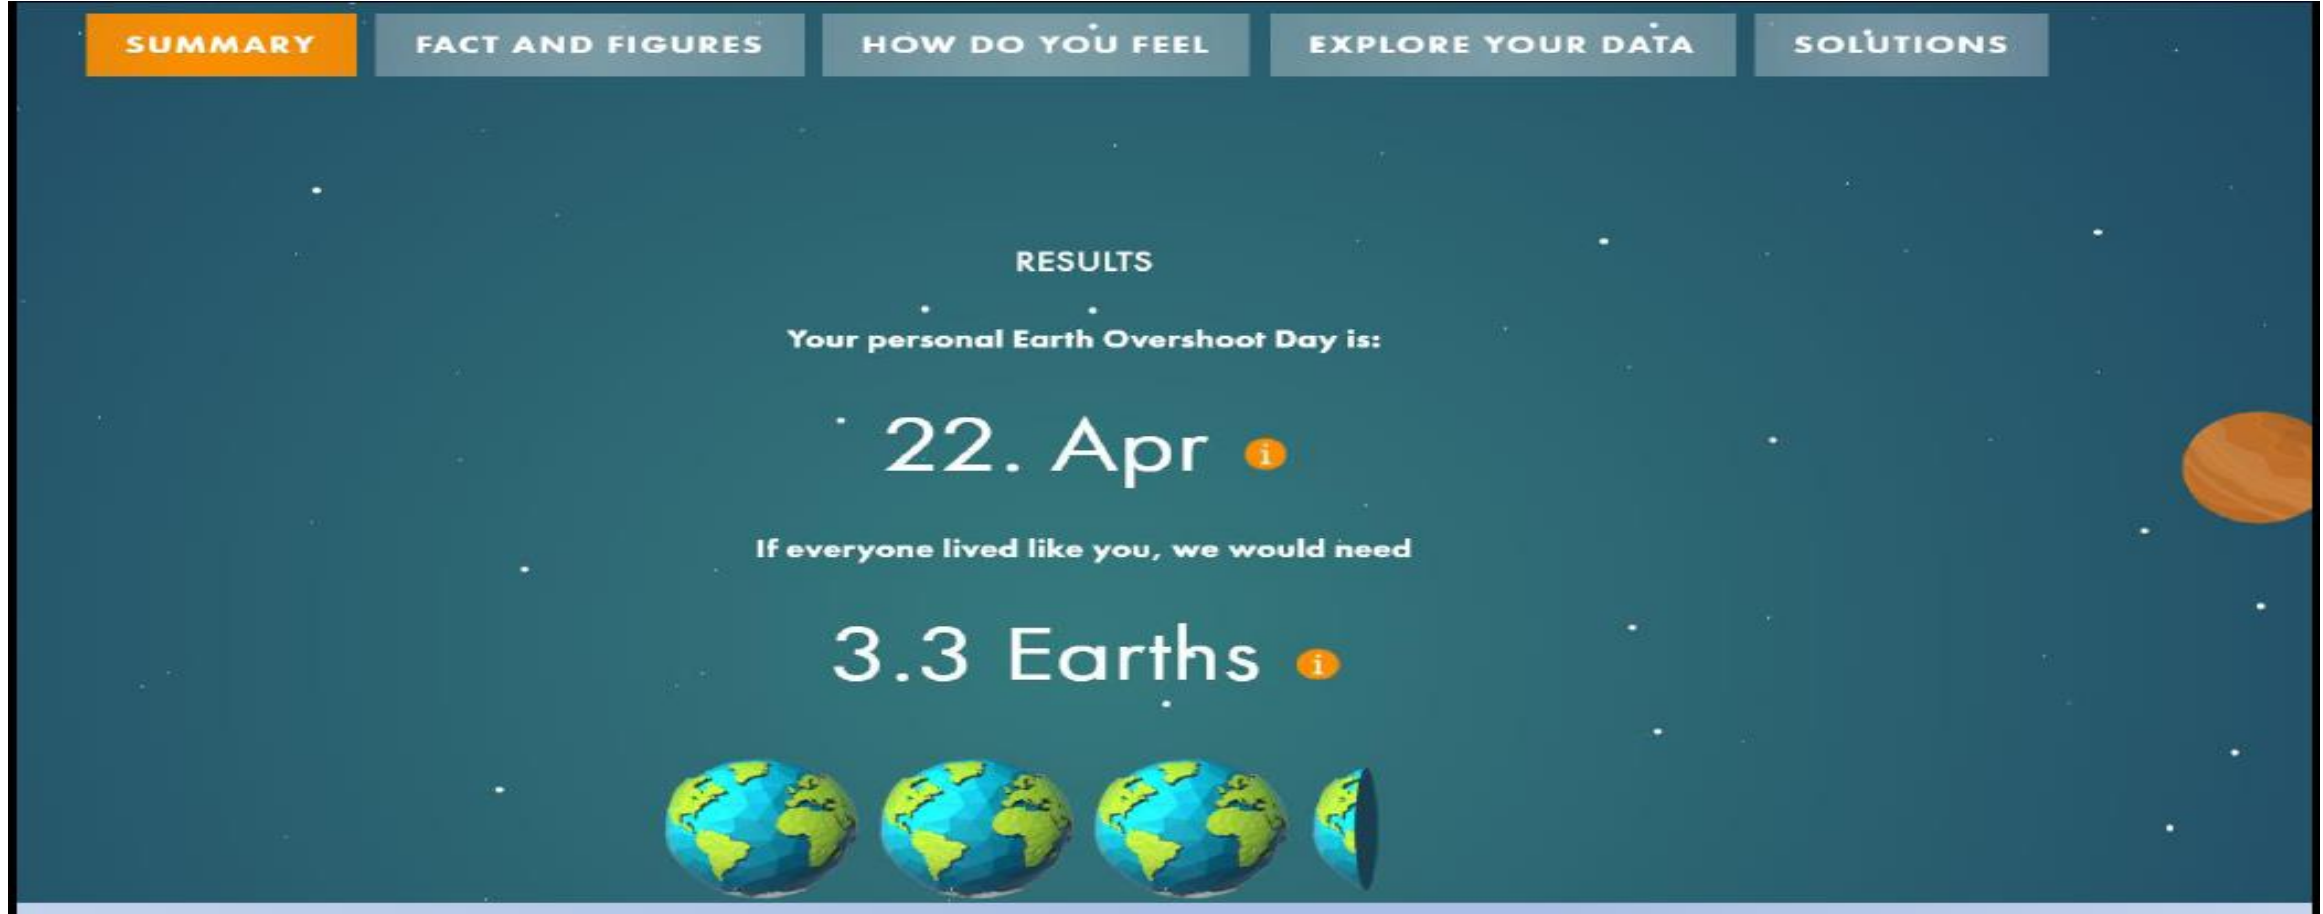 SUMMARY FACT AND FIGURES HOW DO YOU FEEL EXPLORE YOUR DATA SOLUTIONS
RESULTS
Your personal Earth Overshoot Day is:
22. Apr i
If everyone lived like you, we would need
3.3 Earths i